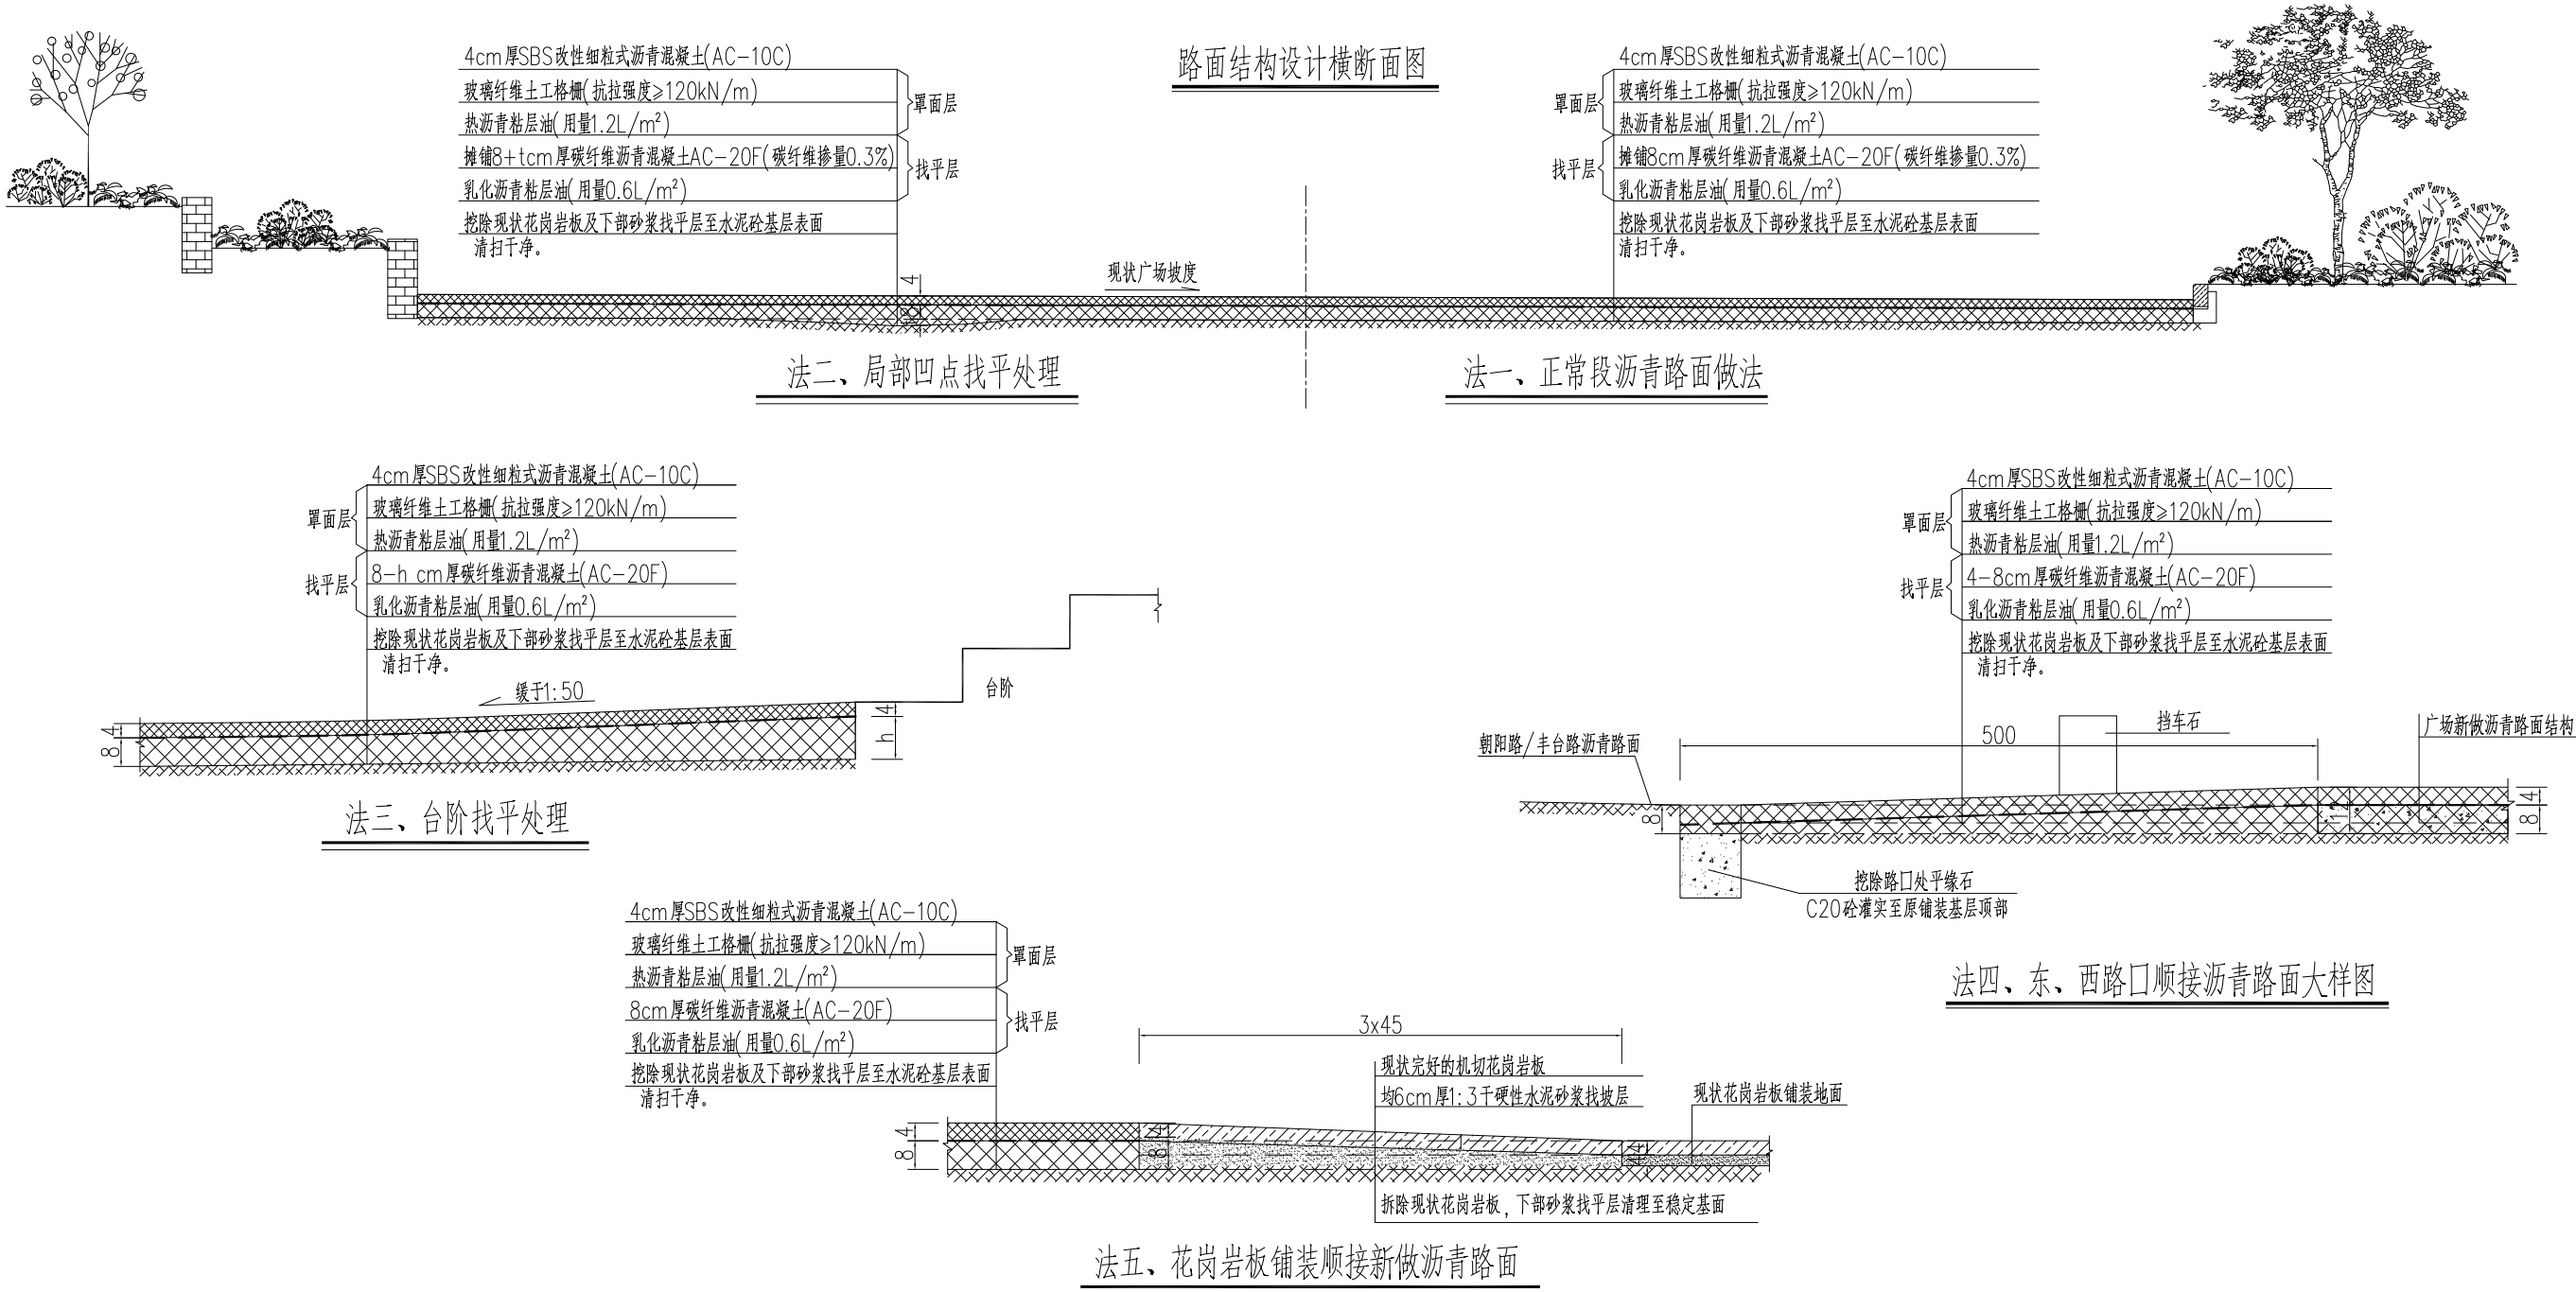 路面结构设计横断面图
4cm厚SBS改性细粒式沥青混凝土(AC-10C)
玻璃纤维土工格栅(抗拉强度≥120kN/m)
热沥青粘层油(用量1.2L/m²)
罩面层
摊铺8+tcm厚碳纤维沥青混凝土AC-20F(碳纤维掺量0.3%)
乳化沥青粘层油(用量0.6L/m²)
找平层
挖除现状花岗岩板及下部砂浆找平层至水泥砼基层表面
清扫干净。
4
8
现状广场坡度
法二、局部凹点找平处理
4cm厚SBS改性细粒式沥青混凝土(AC-10C)
玻璃纤维土工格栅(抗拉强度≥120kN/m)
热沥青粘层油(用量1.2L/m²)
罩面层
摊铺8cm厚碳纤维沥青混凝土AC-20F(碳纤维掺量0.3%)
乳化沥青粘层油(用量0.6L/m²)
找平层
挖除现状花岗岩板及下部砂浆找平层至水泥砼基层表面
清扫干净。
法一、正常段沥青路面做法
4cm厚SBS改性细粒式沥青混凝土(AC-10C)
玻璃纤维土工格栅(抗拉强度≥120kN/m)
热沥青粘层油(用量1.2L/m²)
罩面层
8-h cm厚碳纤维沥青混凝土(AC-20F)
乳化沥青粘层油(用量0.6L/m²)
找平层
挖除现状花岗岩板及下部砂浆找平层至水泥砼基层表面
清扫干净。
缓于1:50
台阶
4
8
4
h
法三、台阶找平处理
4cm厚SBS改性细粒式沥青混凝土(AC-10C)
玻璃纤维土工格栅(抗拉强度≥120kN/m)
热沥青粘层油(用量1.2L/m²)
罩面层
4-8cm厚碳纤维沥青混凝土(AC-20F)
乳化沥青粘层油(用量0.6L/m²)
找平层
挖除现状花岗岩板及下部砂浆找平层至水泥砼基层表面
清扫干净。
朝阳路/丰台路沥青路面
500
挡车石
广场新做沥青路面结构
8
12
4
8
挖除路口处平缘石
C20砼灌实至原铺装基层顶部
法四、东、西路口顺接沥青路面大样图
4cm厚SBS改性细粒式沥青混凝土(AC-10C)
玻璃纤维土工格栅(抗拉强度≥120kN/m)
热沥青粘层油(用量1.2L/m²)
罩面层
8cm厚碳纤维沥青混凝土(AC-20F)
乳化沥青粘层油(用量0.6L/m²)
找平层
挖除现状花岗岩板及下部砂浆找平层至水泥砼基层表面
清扫干净。
3x45
现状完好的机切花岗岩板
均6cm厚1:3干硬性水泥砂浆找坡层
现状花岗岩板铺装地面
4
8
4
8
拆除现状花岗岩板，下部砂浆找平层清理至稳定基面
法五、花岗岩板铺装顺接新做沥青路面